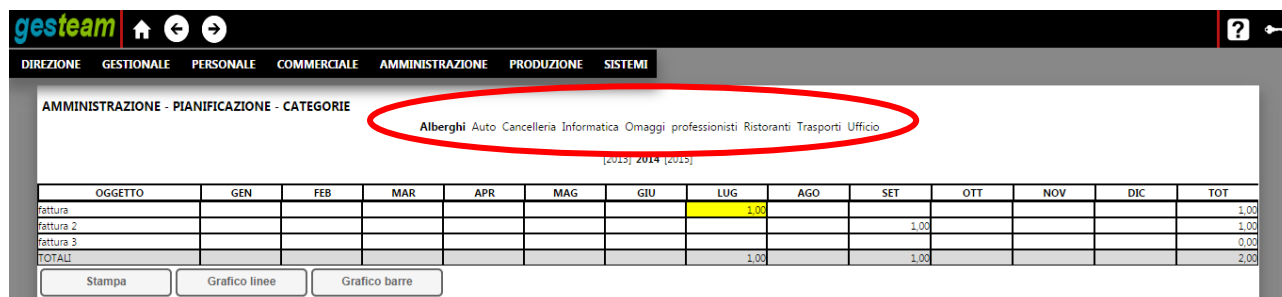 gesteam ?
DIREZIONE GESTIONALE PERSONALE COMMERCIALE AMMINISTRAZIONE PRODUZIONE SISTEMI
AMMINISTRAZIONE - PIANIFICAZIONE - CATEGORIE
Alberghi Auto Cancelleria Informatica Omaggi professionisti Ristoranti Trasporti Ufficio
[2013] 2014 [2015]
OGGETTO GEN FEB MAR APR MAG GIU LUG AGO SET OTT NOV DIC TOT
fattura 1,00 1,00
fattura 2 1,00 1,00
fattura 3 0,00
TOTALI 1,00 1,00 2,00
Stampa Grafico linee Grafico barre